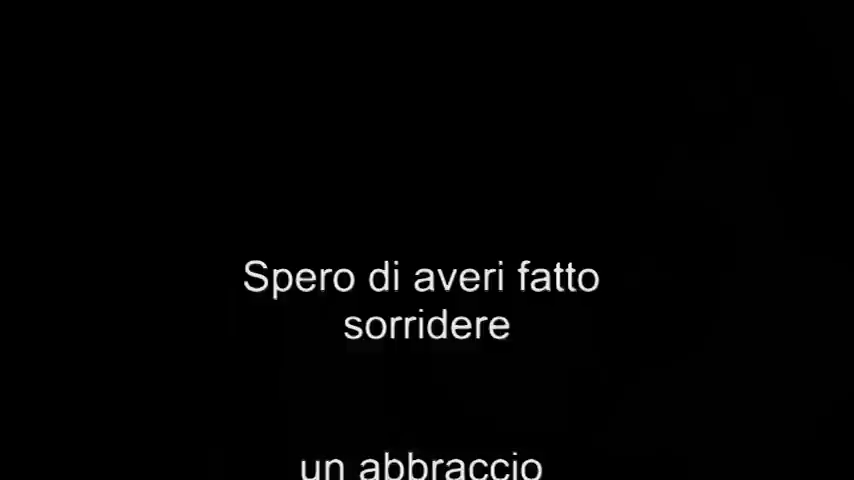 Spero di averi fatto
sorridere
un abbraccio